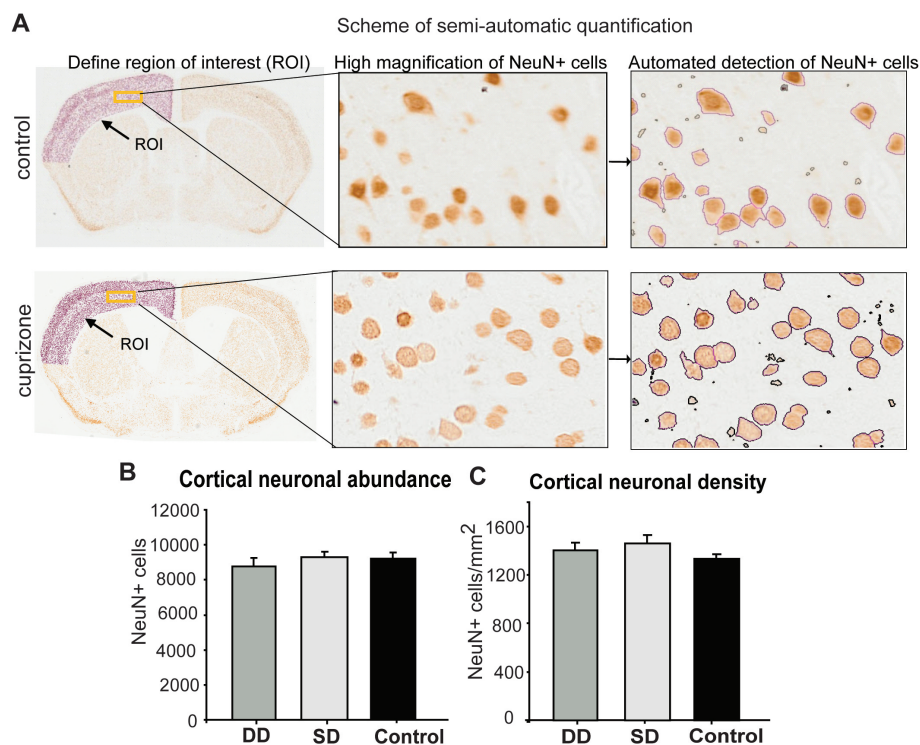 A
Scheme of semi-automatic quantification
Define region of interest (ROI)
High magnification of NeuN+ cells
Automated detection of NeuN+ cells
control
ROI
cuprizone
ROI
B
Cortical neuronal abundance
NeuN+ cells
12000
10000
8000
6000
4000
2000
0
DD
SD
Control
C
Cortical neuronal density
NeuN+ cells/mm2
1600
1200
800
400
0
DD
SD
Control